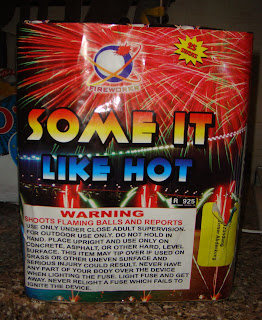 25
SHOTS
FIREWORKS
SOME IT
LIKE HOT
R 925
WARNING
SHOOTS FLAMING BALLS AND REPORTS
USE ONLY UNDER CLOSE ADULT SUPERVISION.
FOR OUTDOOR USE ONLY. DO NOT HOLD IN
HAND. PLACE UPRIGHT AND USE ONLY ON
CONCRETE, ASPHALT, OR OTHER HARD, LEVEL
SURFACE. THIS ITEM MAY TIP OVER IF USED ON
GRASS OR OTHER UNEVEN SURFACE AND
SERIOUS INJURY COULD RESULT. NEVER HAVE
ANY PART OF YOUR BODY OVER THE DEVICE
WHEN LIGHTING THE FUSE. LIGHT FUSE AND GET
AWAY. NEVER RELIGHT A FUSE WHICH FAILS TO
IGNITE THE DEVICE.